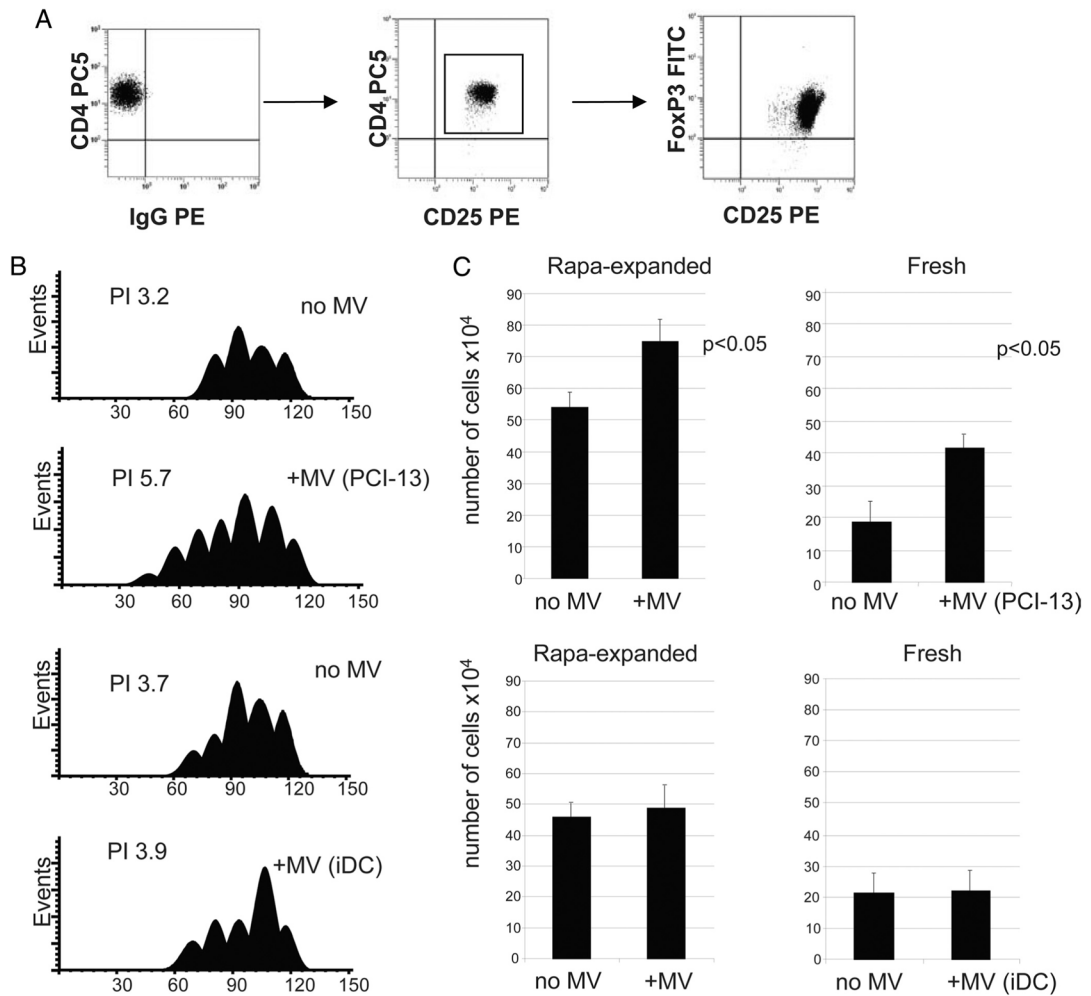 A
CD4 PC5
IgG PE
CD4 PC5
CD25 PE
FoxP3 FITC
CD25 PE
B
Events
PI 3.2
no MV
30 60 90 120 150
Events
PI 5.7
+MV (PCI-13)
30 60 90 120 150
Events
PI 3.7
no MV
30 60 90 120 150
Events
PI 3.9
+MV (iDC)
30 60 90 120 150
C
Rapa-expanded
number of cells x10⁴
90
80
70
60
50
40
30
20
10
0
p<0.05
no MV +MV
Fresh
90
80
70
60
50
40
30
20
10
0
p<0.05
no MV +MV (PCI-13)
Rapa-expanded
number of cells x10⁴
90
80
70
60
50
40
30
20
10
0
no MV +MV
Fresh
90
80
70
60
50
40
30
20
10
0
no MV +MV (iDC)